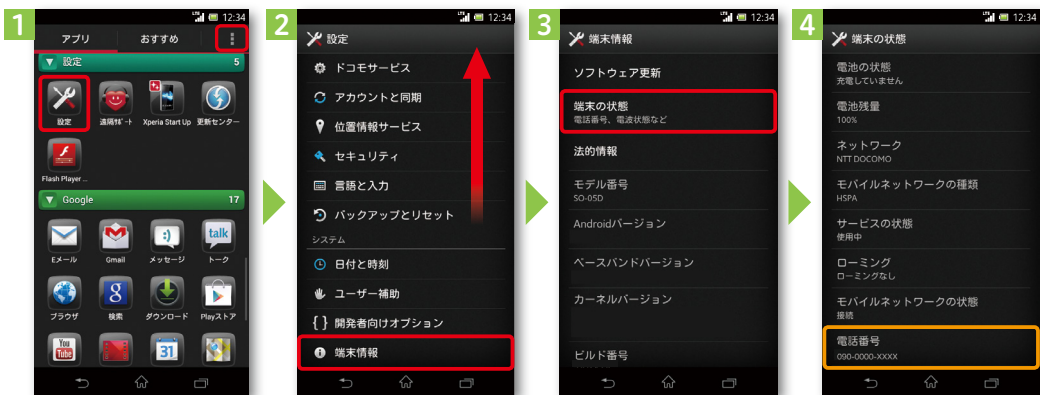 1
LTE 12:34
アプリ おすすめ
設定 5
設定 遠隔ｻﾎﾟｰﾄ Xperia Start Up 更新センター
Flash Player ...
Google 17
Eメール Gmail メッセージ トーク
:) talk
8
ブラウザ 検索 ダウンロード Playストア
You Tube 31
2
LTE 12:34
設定
ドコモサービス
アカウントと同期
位置情報サービス
セキュリティ
言語と入力
バックアップとリセット
システム
日付と時刻
ユーザー補助
{ } 開発者向けオプション
端末情報
3
LTE 12:34
端末情報
ソフトウェア更新
端末の状態
電話番号、電波状態など
法的情報
モデル番号
SO-05D
Androidバージョン
ベースバンドバージョン
カーネルバージョン
ビルド番号
4
LTE 12:34
端末の状態
電池の状態
充電していません
電池残量
100%
ネットワーク
NTT DOCOMO
モバイルネットワークの種類
HSPA
サービスの状態
使用中
ローミング
ローミングなし
モバイルネットワークの状態
接続
電話番号
090-0000-XXXX